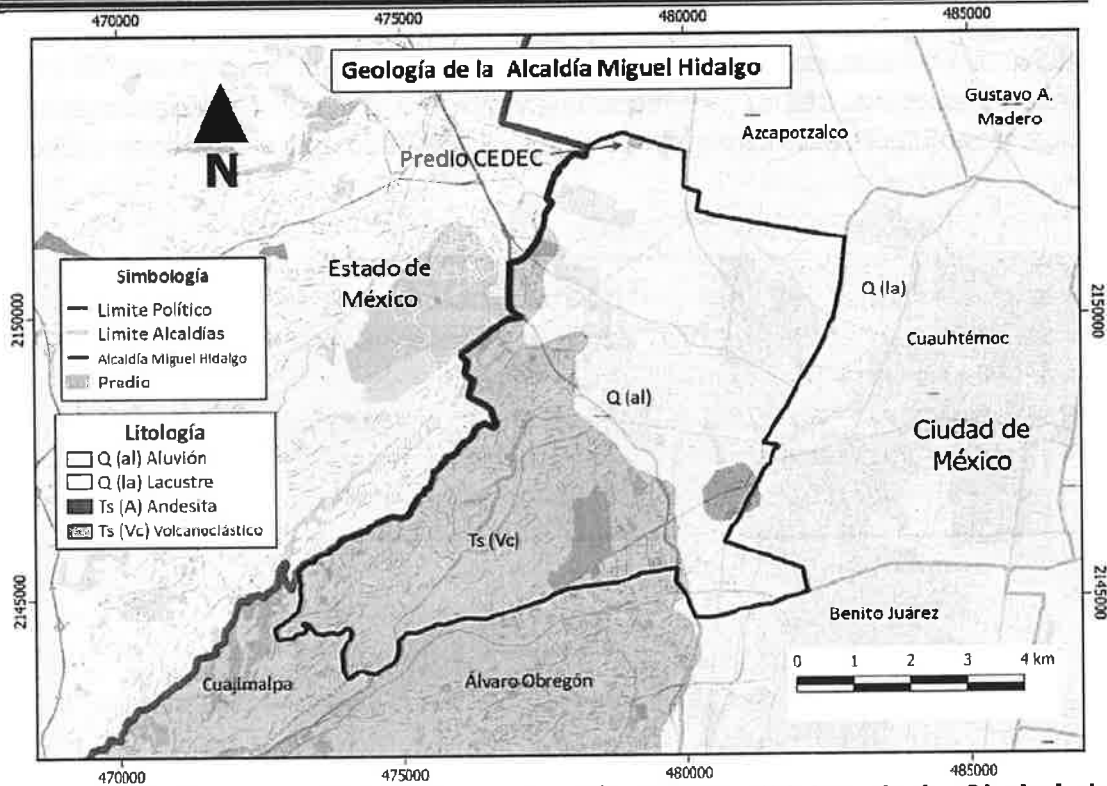 470000 475000 480000 485000
Geología de la Alcaldía Miguel Hidalgo
Gustavo A.
Madero
Azcapotzalco
Predio CEDEC
N
Estado de
México
Simbología
Limite Político
Limite Alcaldías
Alcaldía Miguel Hidalgo
Predio
2150000
2150000
Q (la)
Cuauhtémoc
Q (al)
Ciudad de
México
Litología
Q (al) Aluvión
Q (la) Lacustre
Ts (A) Andesita
Ts (Vc) Volcanoclástico
Ts (Vc)
2145000
2145000
Benito Juárez
0 1 2 3 4 km
Cuajimalpa
Álvaro Obregón
470000 475000 480000 485000